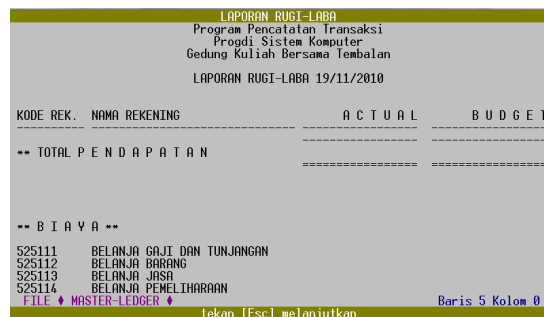 LAPORAN RUGI-LABA
Program Pencatatan Transaksi
Progdi Sistem Komputer
Gedung Kuliah Bersama Tembalan
LAPORAN RUGI-LABA 19/11/2010
KODE REK. NAMA REKENING A C T U A L B U D G E T
** TOTAL P E N D A P A T A N
** B I A Y A **
525111 BELANJA GAJI DAN TUNJANGAN
525112 BELANJA BARANG
525113 BELANJA JASA
525114 BELANJA PEMELIHARAAN
FILE ♦ MASTER-LEDGER ♦ Baris 5 Kolom 0
tekan [Esc] melanjutkan